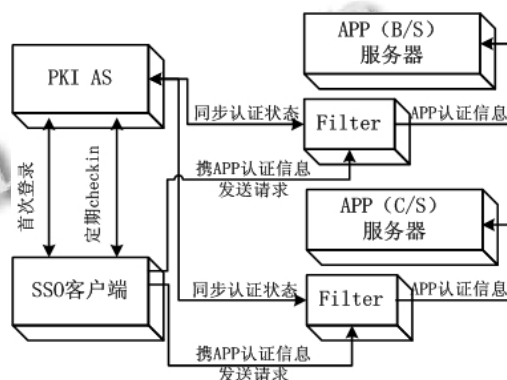 APP（B/S）
服务器
PKI AS
同步认证状态
Filter
APP认证信息
携APP认证信息
发送请求
首次登录
定期checkin
APP（C/S）
服务器
SSO客户端
同步认证状态
Filter
APP认证信息
携APP认证信息
发送请求